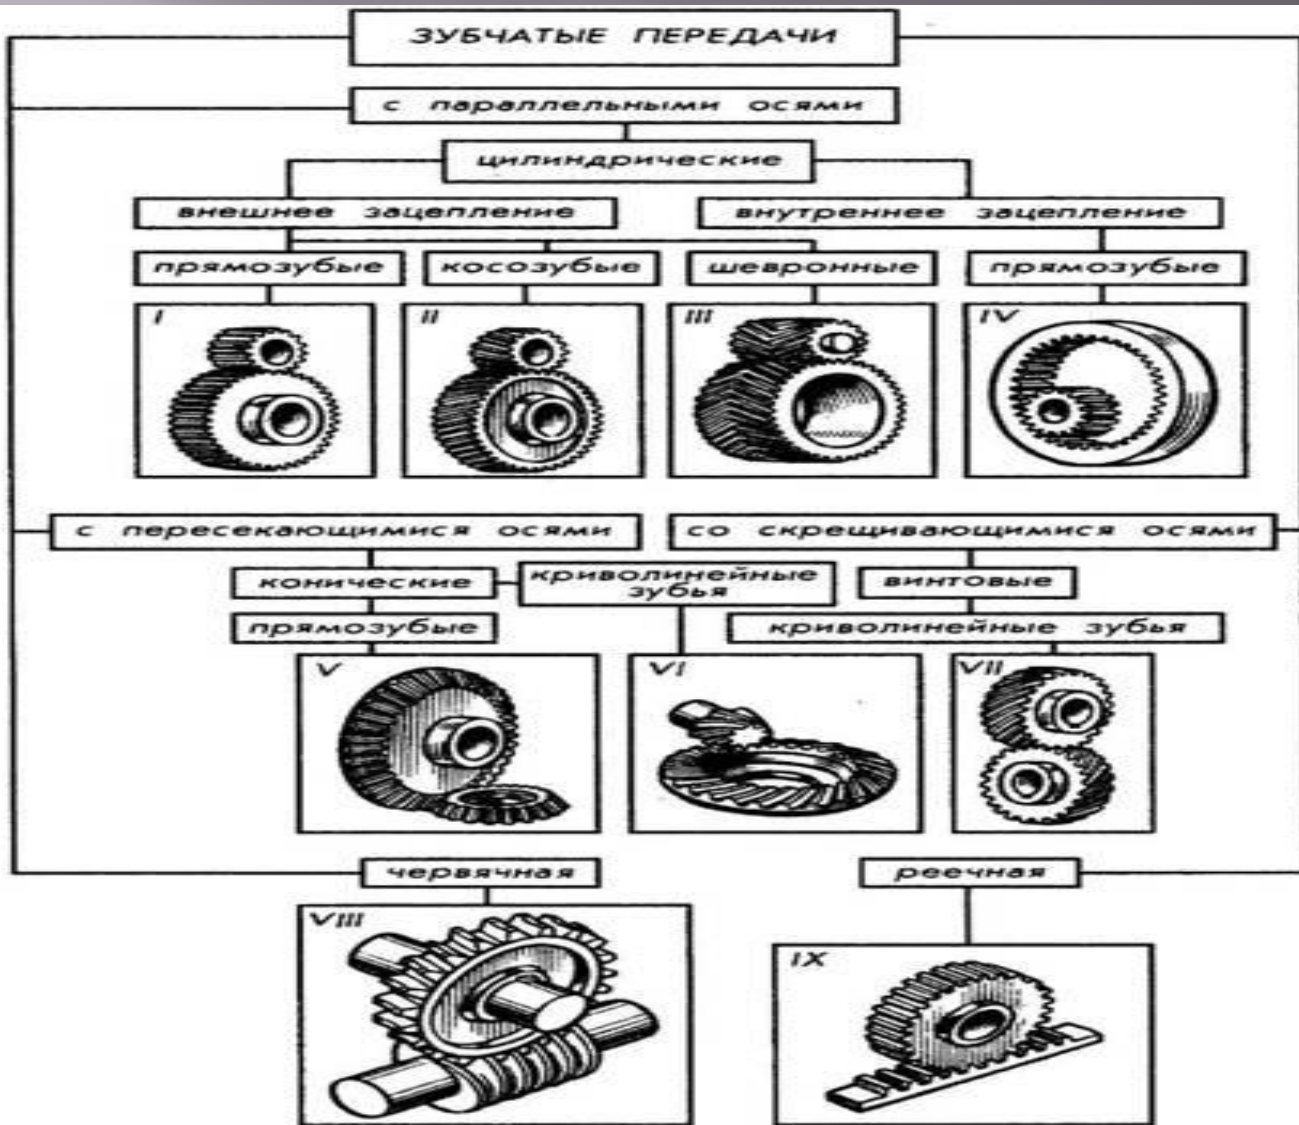 ЗУБЧАТЫЕ ПЕРЕДАЧИ
с параллельными осями
цилиндрические
внешнее зацепление
внутреннее зацепление
прямозубые
косозубые
шевронные
прямозубые
I
II
III
IV
с пересекающимися осями
со скрещивающимися осями
конические
криволинейные
зубья
винтовые
прямозубые
криволинейные зубья
V
VI
VII
червячная
реечная
VIII
IX